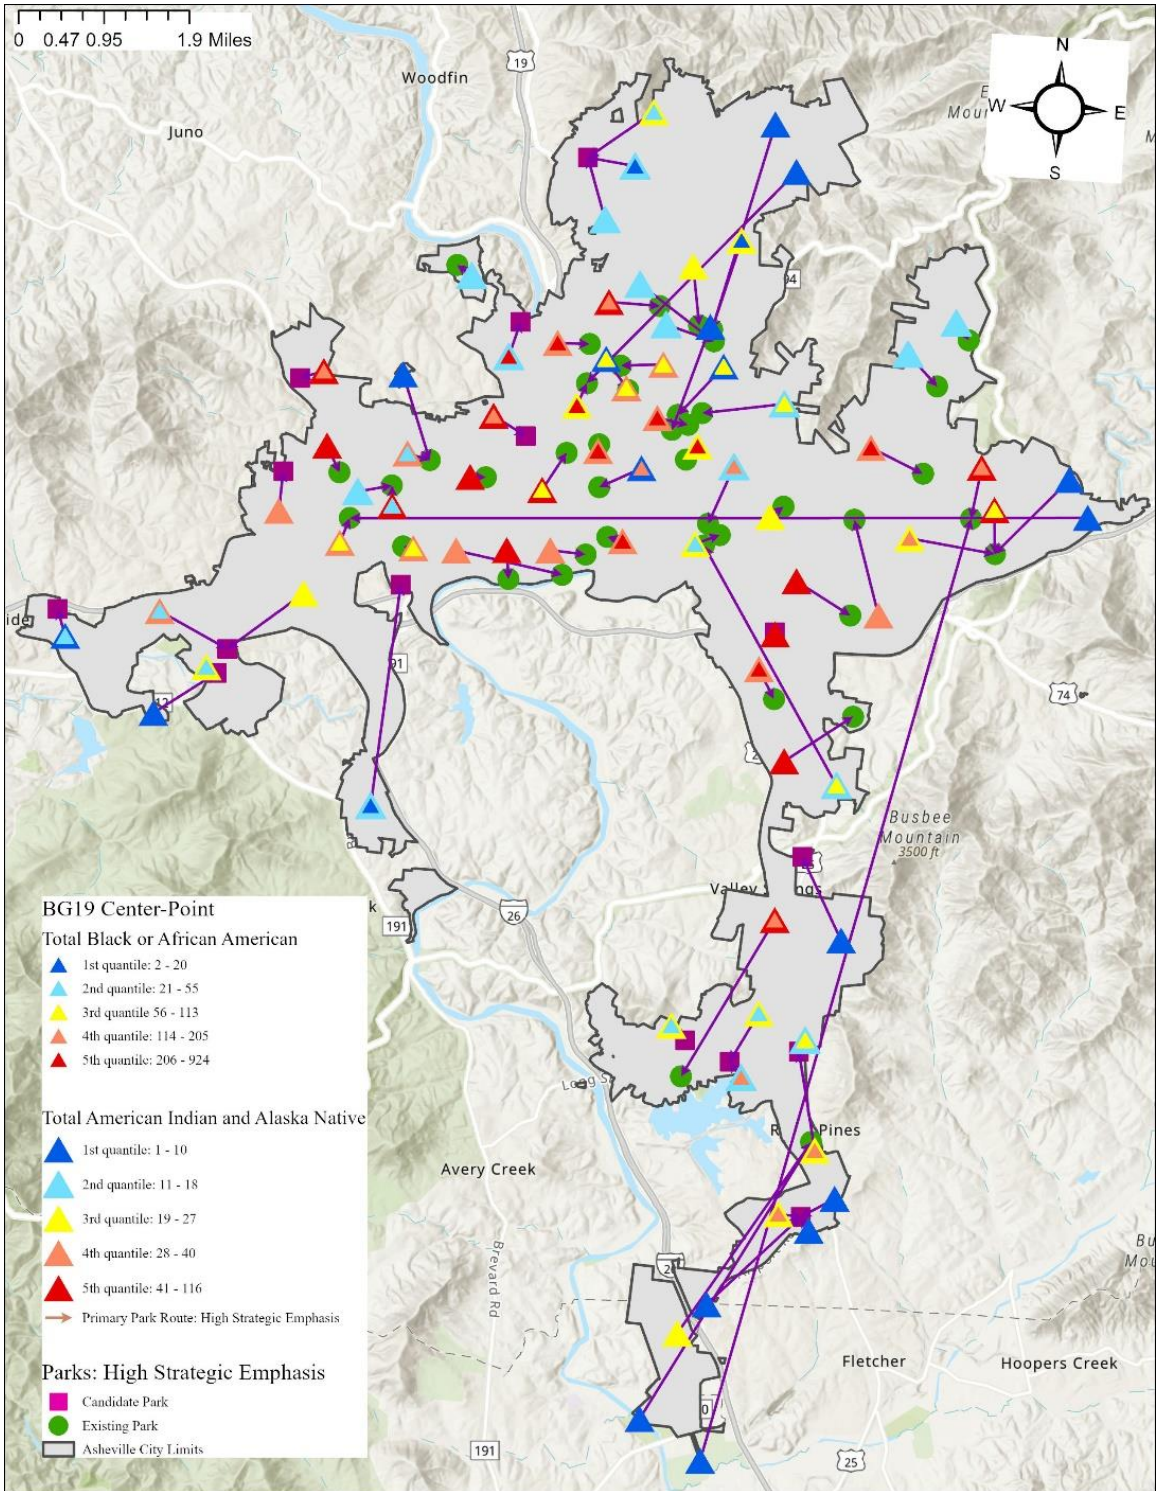 0 0.47 0.95 1.9 Miles
19
Woodfin
Juno
N
W
E
S
Moun
74
91
12
Busbee
Mountain
3500 ft
26
191
BG19 Center-Point
Total Black or African American
1st quantile: 2 - 20
2nd quantile: 21 - 55
3rd quantile 56 - 113
4th quantile: 114 - 205
5th quantile: 206 - 924
Total American Indian and Alaska Native
1st quantile: 1 - 10
2nd quantile: 11 - 18
3rd quantile: 19 - 27
4th quantile: 28 - 40
5th quantile: 41 - 116
Primary Park Route: High Strategic Emphasis
Parks: High Strategic Emphasis
Candidate Park
Existing Park
Asheville City Limits
Pines
Avery Creek
Brevard Rd
Fletcher
Hoopers Creek
191
25